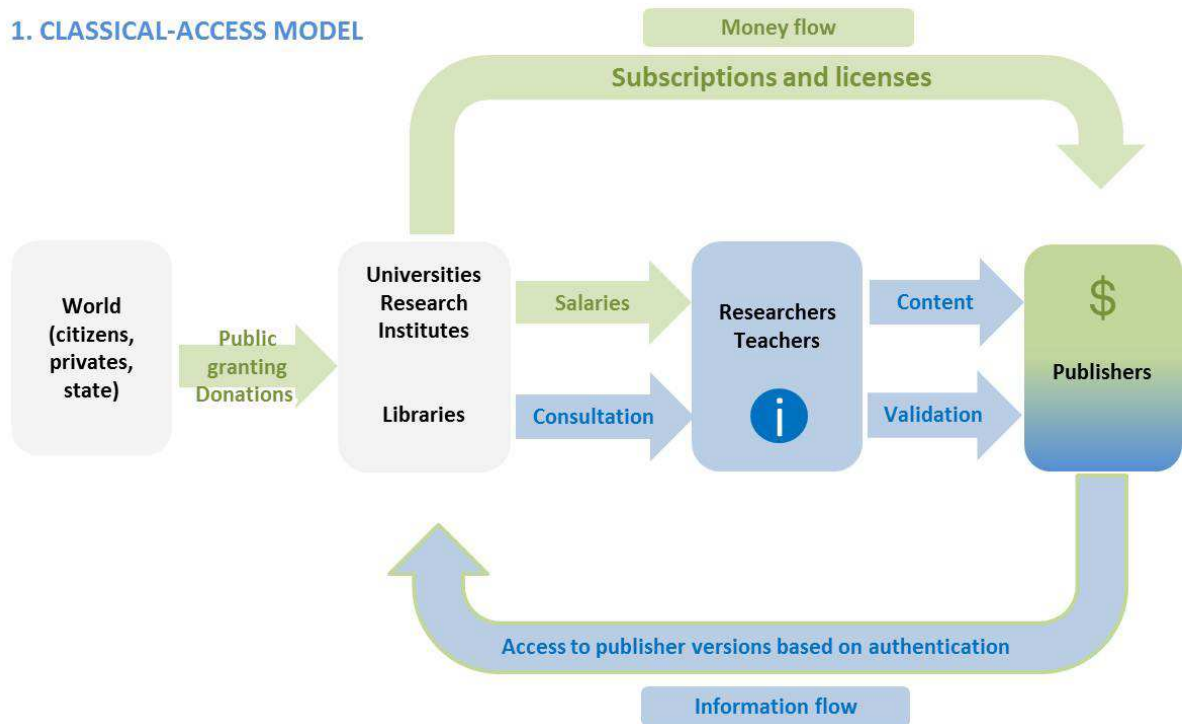 1. CLASSICAL-ACCESS MODEL
Money flow
Subscriptions and licenses
World
(citizens,
privates,
state)
Public
granting
Donations
Universities
Research
Institutes
Libraries
Salaries
Consultation
Researchers
Teachers
i
Content
Validation
$
Publishers
Access to publisher versions based on authentication
Information flow